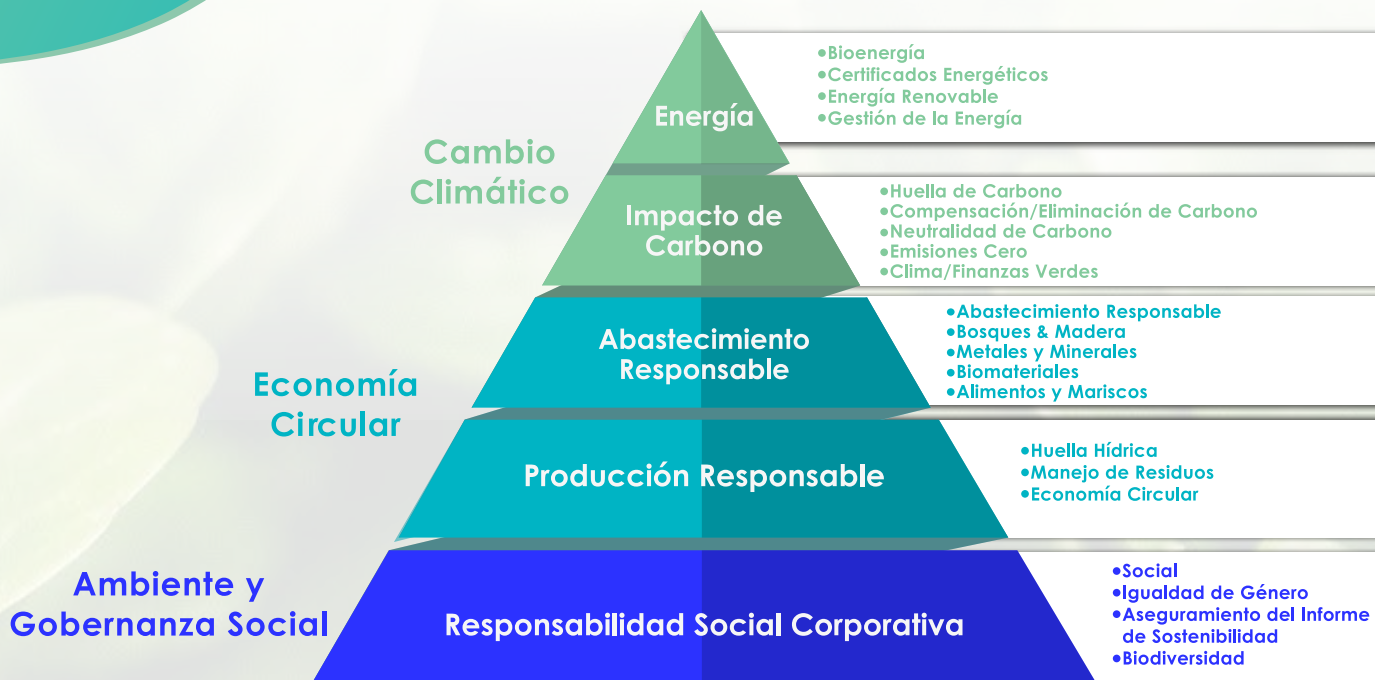 Cambio
Climático
Energía
•Bioenergía
•Certificados Energéticos
•Energía Renovable
•Gestión de la Energía
Impacto de
Carbono
•Huella de Carbono
•Compensación/Eliminación de Carbono
•Neutralidad de Carbono
•Emisiones Cero
•Clima/Finanzas Verdes
Economía
Circular
Abastecimiento
Responsable
•Abastecimiento Responsable
•Bosques & Madera
•Metales y Minerales
•Biomateriales
•Alimentos y Mariscos
Producción Responsable
•Huella Hídrica
•Manejo de Residuos
•Economía Circular
Ambiente y
Gobernanza Social
Responsabilidad Social Corporativa
•Social
•Igualdad de Género
•Aseguramiento del Informe
de Sostenibilidad
•Biodiversidad